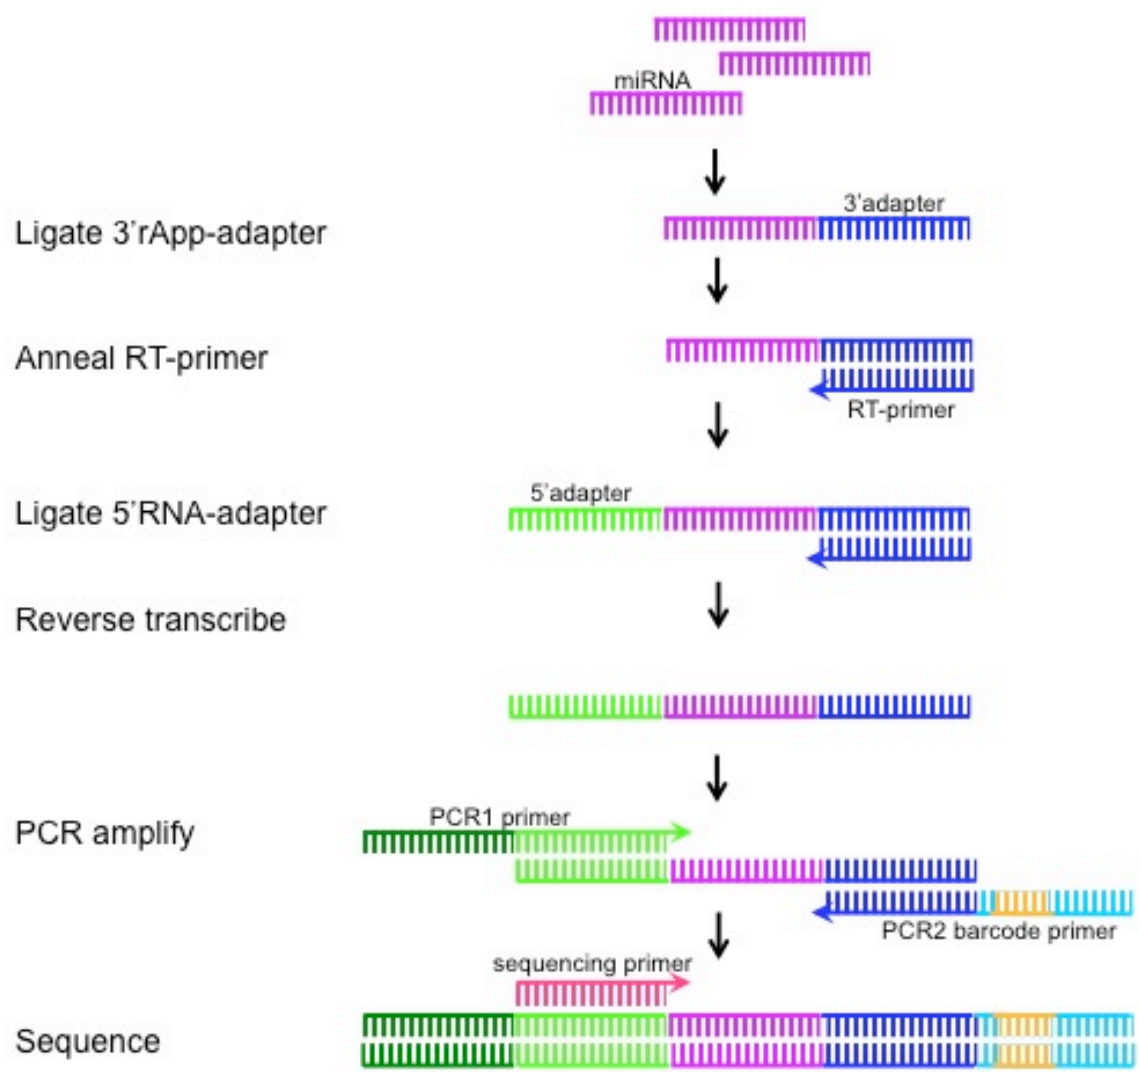 miRNA
3'adapter
Ligate 3'rApp-adapter
Anneal RT-primer
RT-primer
5'adapter
Ligate 5'RNA-adapter
Reverse transcribe
PCR1 primer
PCR amplify
PCR2 barcode primer
sequencing primer
Sequence